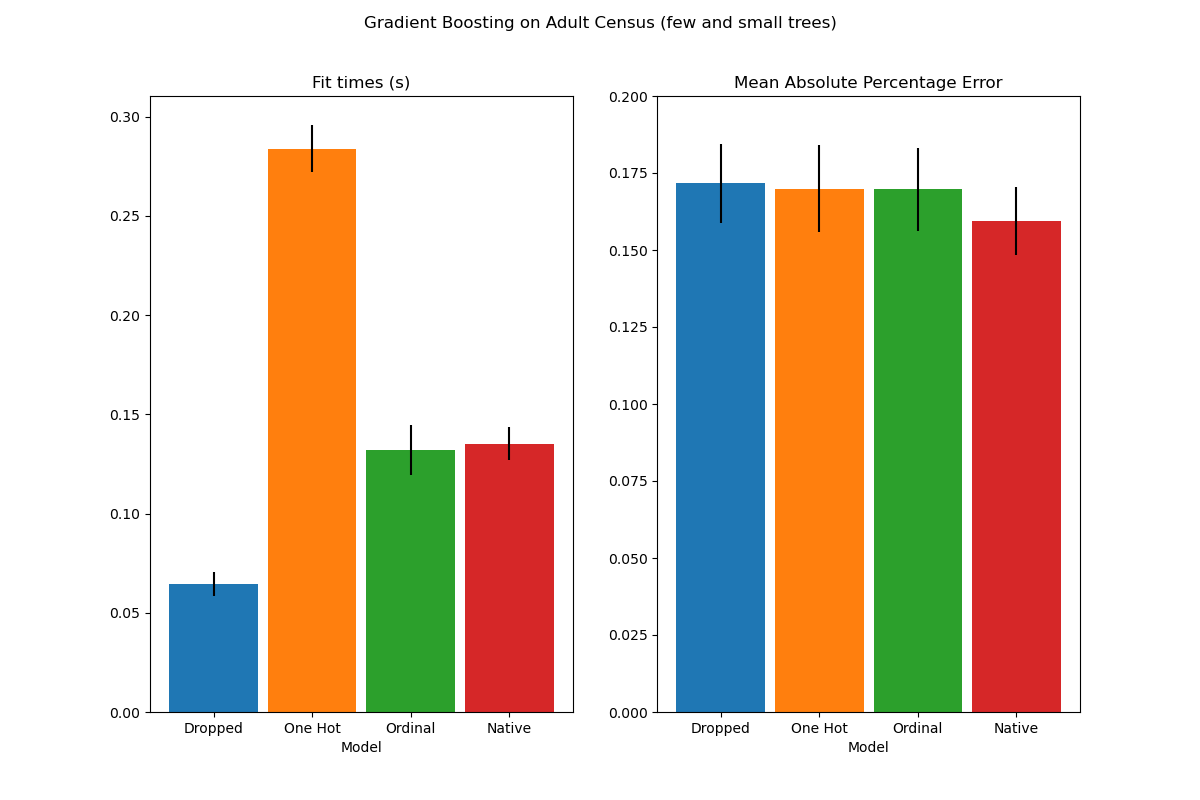 Gradient Boosting on Adult Census (few and small trees)
Fit times (s)
0.30
0.25
0.20
0.15
0.10
0.05
0.00
Dropped One Hot Ordinal Native
Model
Mean Absolute Percentage Error
0.200
0.175
0.150
0.125
0.100
0.075
0.050
0.025
0.000
Dropped One Hot Ordinal Native
Model